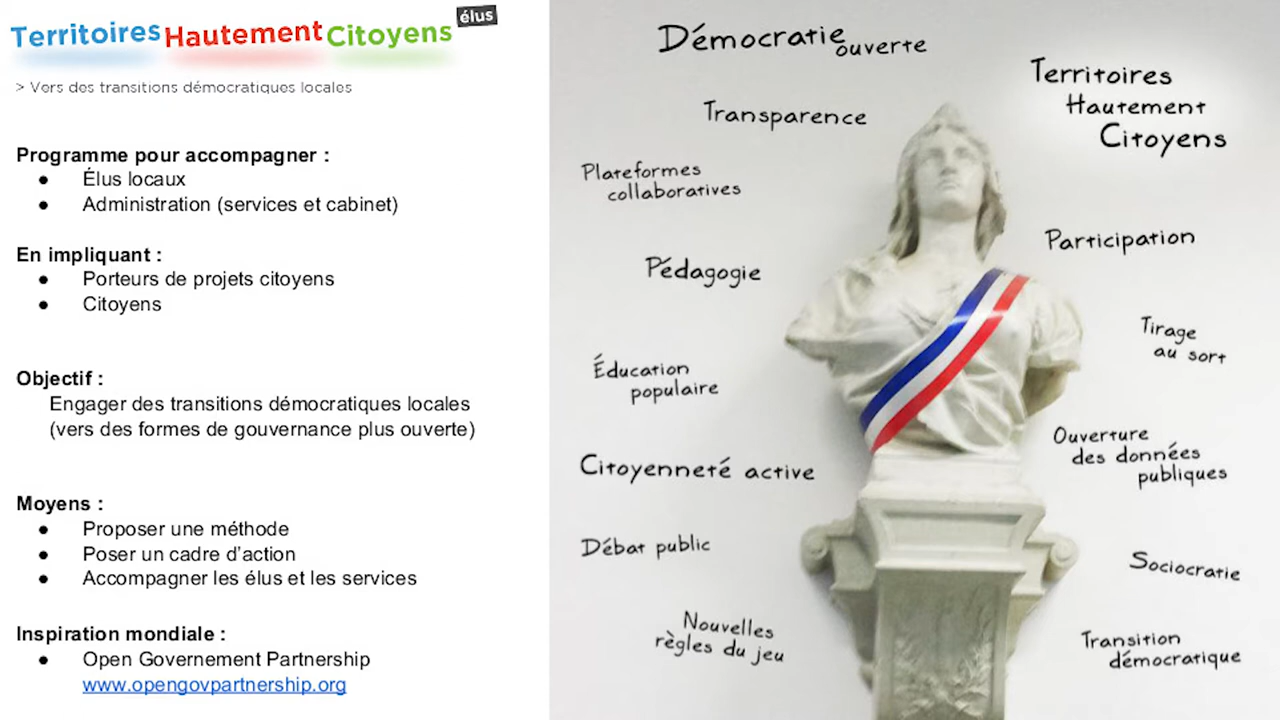 Territoires Hautement Citoyens élus
> Vers des transitions démocratiques locales
Programme pour accompagner :
● Élus locaux
● Administration (services et cabinet)
En impliquant :
● Porteurs de projets citoyens
● Citoyens
Objectif :
Engager des transitions démocratiques locales
(vers des formes de gouvernance plus ouverte)
Moyens :
● Proposer une méthode
● Poser un cadre d'action
● Accompagner les élus et les services
Inspiration mondiale :
● Open Governement Partnership
www.opengovpartnership.org
Démocratie
ouverte
Territoires
Hautement
Citoyens
Transparence
Plateformes
collaboratives
Participation
Pédagogie
Tirage
au sort
Éducation
populaire
Ouverture
des données
publiques
Citoyenneté active
Débat public
Sociocratie
Nouvelles
règles du jeu
Transition
démocratique